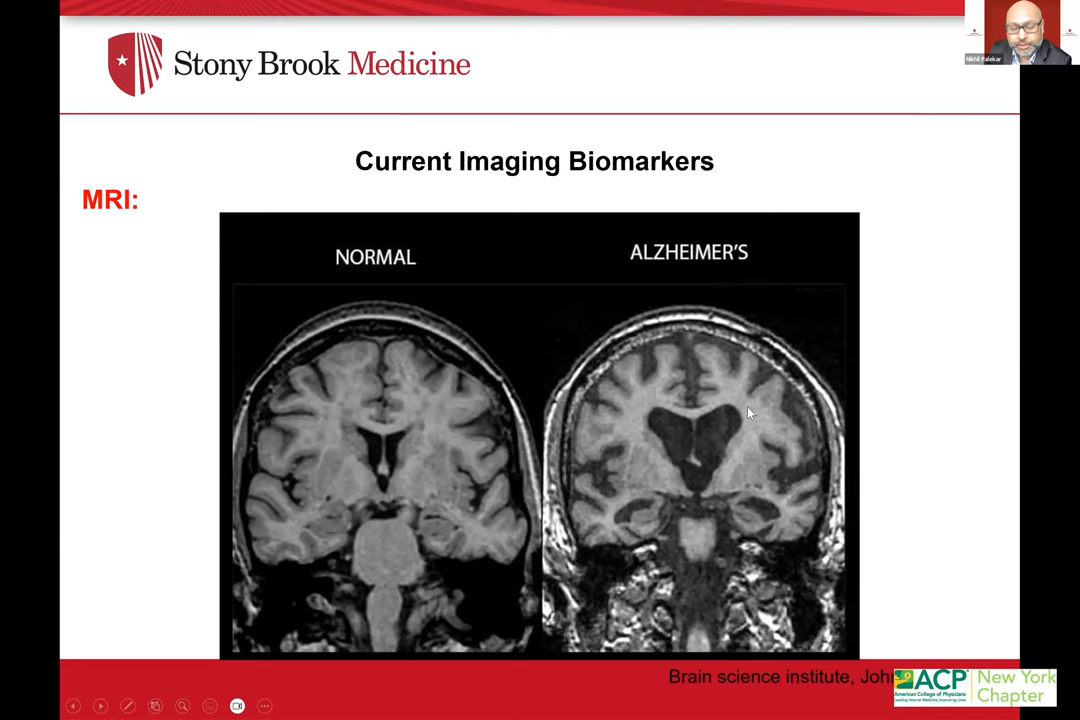 Stony Brook Medicine
Nikhil Palekar
Current Imaging Biomarkers
MRI:
NORMAL
ALZHEIMER'S
Brain science institute, John
ACP
American College of Physicians
Leading Internal Medicine, Improving Lives
New York
Chapter